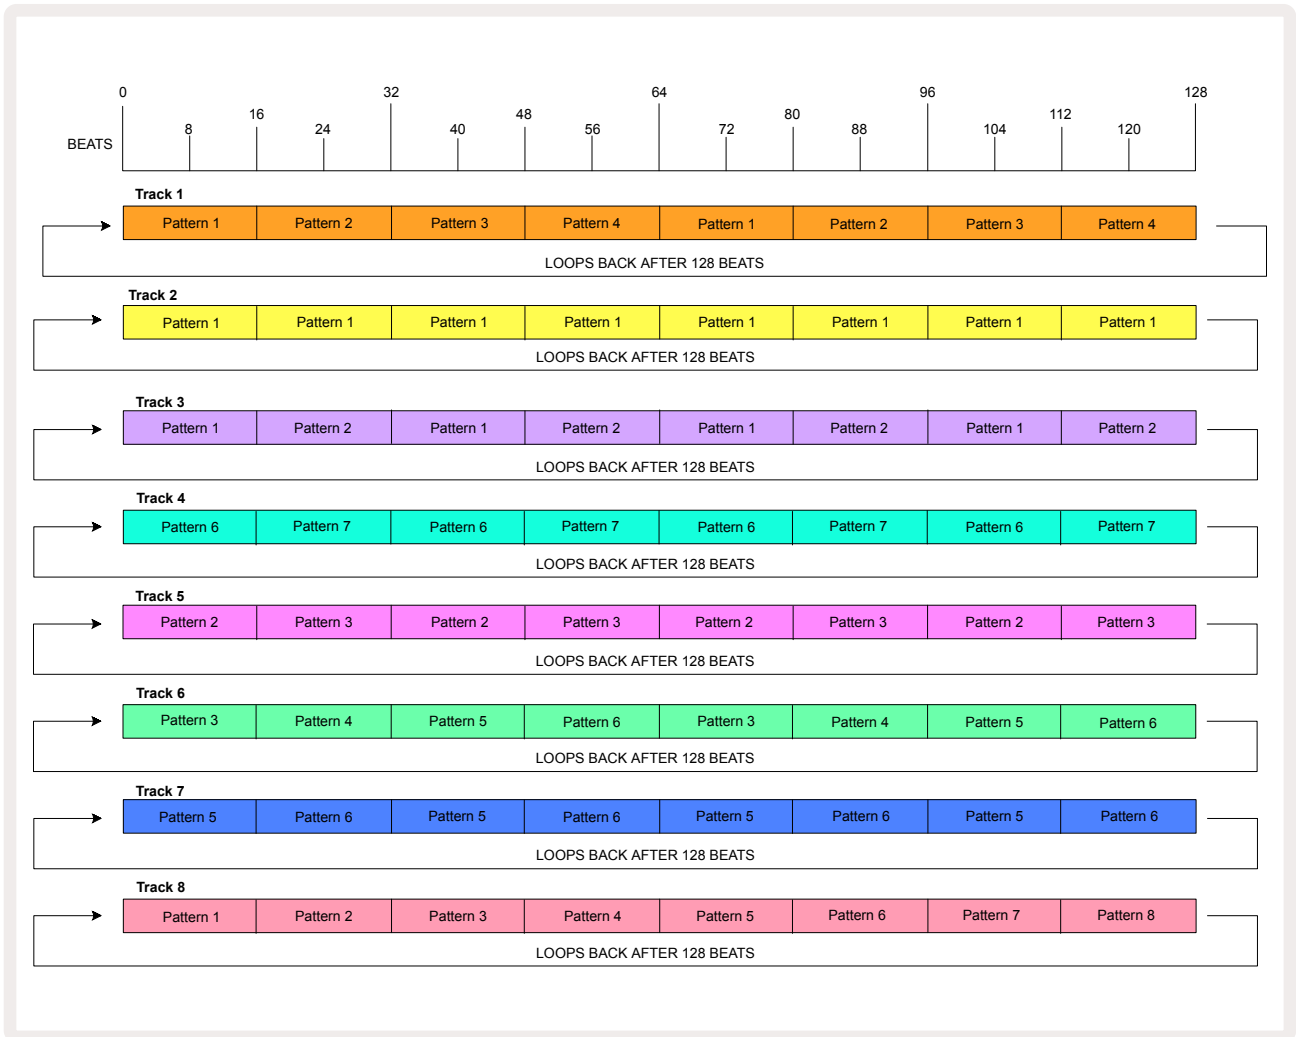 0 32 64 96 128
16 48 80 112
8 24 40 56 72 88 104 120
BEATS
Track 1
Pattern 1 Pattern 2 Pattern 3 Pattern 4 Pattern 1 Pattern 2 Pattern 3 Pattern 4
LOOPS BACK AFTER 128 BEATS
Track 2
Pattern 1 Pattern 1 Pattern 1 Pattern 1 Pattern 1 Pattern 1 Pattern 1 Pattern 1
LOOPS BACK AFTER 128 BEATS
Track 3
Pattern 1 Pattern 2 Pattern 1 Pattern 2 Pattern 1 Pattern 2 Pattern 1 Pattern 2
LOOPS BACK AFTER 128 BEATS
Track 4
Pattern 6 Pattern 7 Pattern 6 Pattern 7 Pattern 6 Pattern 7 Pattern 6 Pattern 7
LOOPS BACK AFTER 128 BEATS
Track 5
Pattern 2 Pattern 3 Pattern 2 Pattern 3 Pattern 2 Pattern 3 Pattern 2 Pattern 3
LOOPS BACK AFTER 128 BEATS
Track 6
Pattern 3 Pattern 4 Pattern 5 Pattern 6 Pattern 3 Pattern 4 Pattern 5 Pattern 6
LOOPS BACK AFTER 128 BEATS
Track 7
Pattern 5 Pattern 6 Pattern 5 Pattern 6 Pattern 5 Pattern 6 Pattern 5 Pattern 6
LOOPS BACK AFTER 128 BEATS
Track 8
Pattern 1 Pattern 2 Pattern 3 Pattern 4 Pattern 5 Pattern 6 Pattern 7 Pattern 8
LOOPS BACK AFTER 128 BEATS